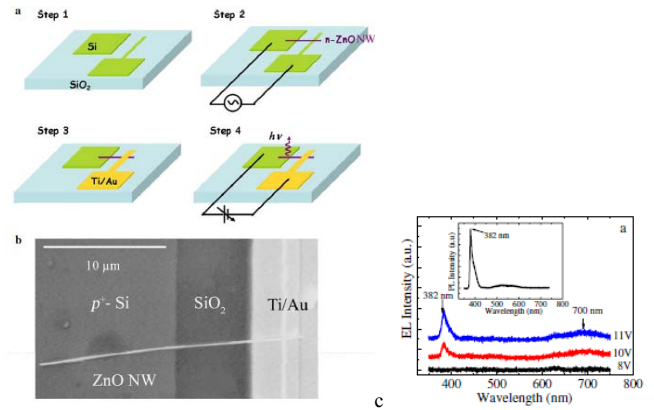 a
Step 1
Step 2
Si
SiO2
n-ZnO NW
Step 3
Step 4
hν
Ti/Au
b
10 µm
p+- Si
SiO2
Ti/Au
ZnO NW
c
a
EL Intensity (a.u.)
PL Intensity (a.u)
382 nm
400 500 600 700 800
Wavelength (nm)
382 nm
700 nm
11V
10V
8V
400 500 600 700 800
Wavelength (nm)